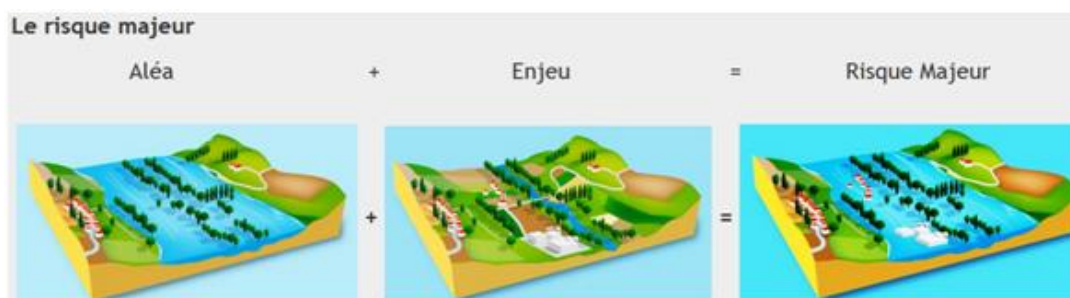 Le risque majeur
Aléa + Enjeu = Risque Majeur
+ =